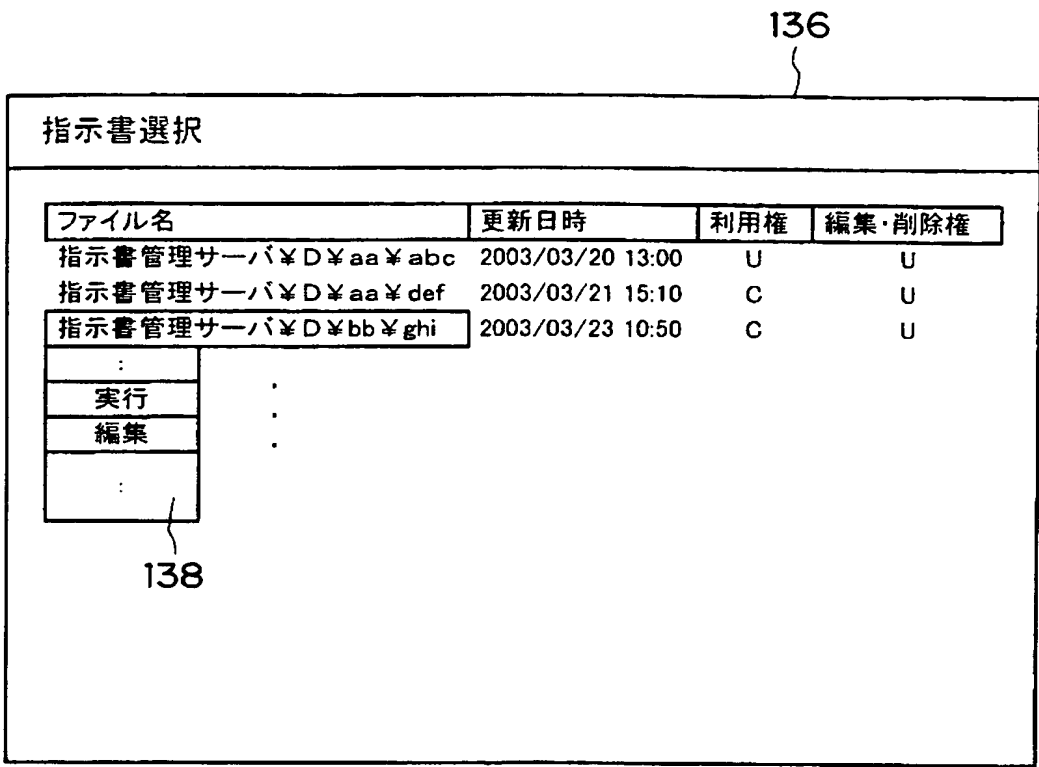 136
指示書選択
ファイル名 更新日時 利用権 編集・削除権
指示書管理サーバ¥D¥aa¥abc 2003/03/20 13:00 U U
指示書管理サーバ¥D¥aa¥def 2003/03/21 15:10 C U
指示書管理サーバ¥D¥bb¥ghi 2003/03/23 10:50 C U
:
実行
編集
:
138